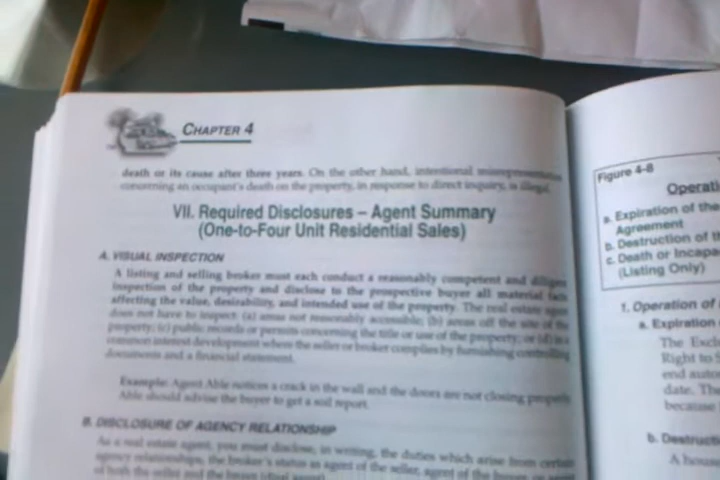 CHAPTER 4
death or its cause after three years. On the other hand, intentional misrepresentation
concerning an occupant's death on the property, in response to direct inquiry, is illegal.
VII. Required Disclosures – Agent Summary
(One-to-Four Unit Residential Sales)
A. VISUAL INSPECTION
A listing and selling broker must each conduct a reasonably competent and diligent
inspection of the property and disclose to the prospective buyer all material facts
affecting the value, desirability, and intended use of the property. The real estate agent
does not have to inspect: (a) areas not reasonably accessible; (b) areas off the site of the
property; (c) public records or permits concerning the title or use of the property; or (d) in a
common interest development where the seller or broker complies by furnishing controlling
documents and a financial statement.
Example: Agent Able notices a crack in the wall and the doors are not closing properly.
Able should advise the buyer to get a soil report.
B. DISCLOSURE OF AGENCY RELATIONSHIP
As a real estate agent, you must disclose, in writing, the duties which arise from certain
agency relationships, the broker's status as agent of the seller, agent of the buyer, or agent
of both the seller and the buyer (dual agent).
Figure 4-8
Operati
a. Expiration of the
Agreement
b. Destruction of t
c. Death or Incapa
(Listing Only)
1. Operation of
a. Expiration
The Excl
Right to S
end auto
date. The
because
b. Destructi
A hous